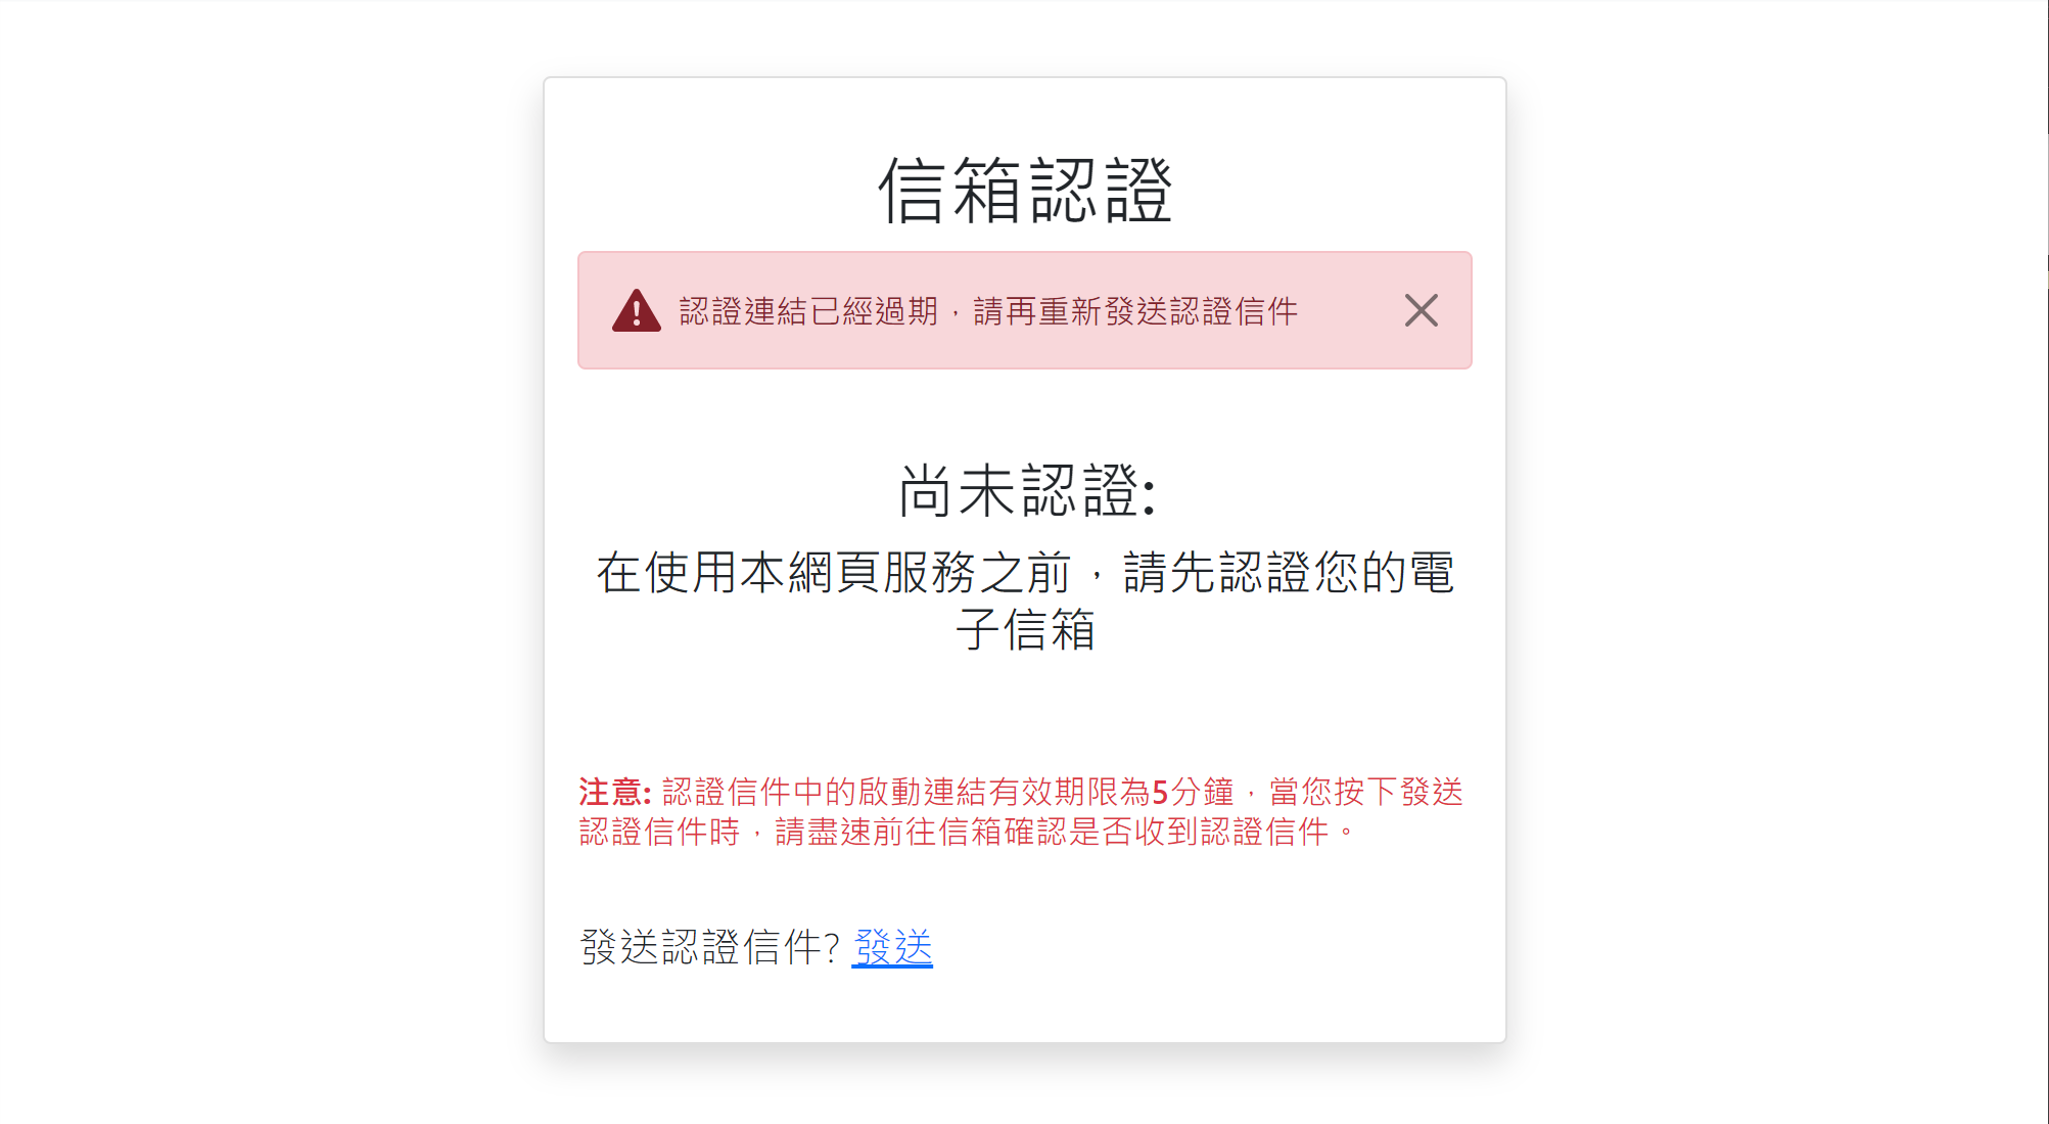 信箱認證
認證連結已經過期，請再重新發送認證信件
尚未認證:
在使用本網頁服務之前，請先認證您的電
子信箱
注意: 認證信件中的啟動連結有效期限為5分鐘，當您按下發送
認證信件時，請盡速前往信箱確認是否收到認證信件。
發送認證信件? 發送